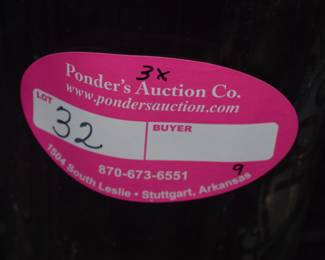 3x
Ponder's Auction Co.
www.pondersauction.com
LOT 32 BUYER
870-673-6551 9
1504 South Leslie • Stuttgart, Arkansas